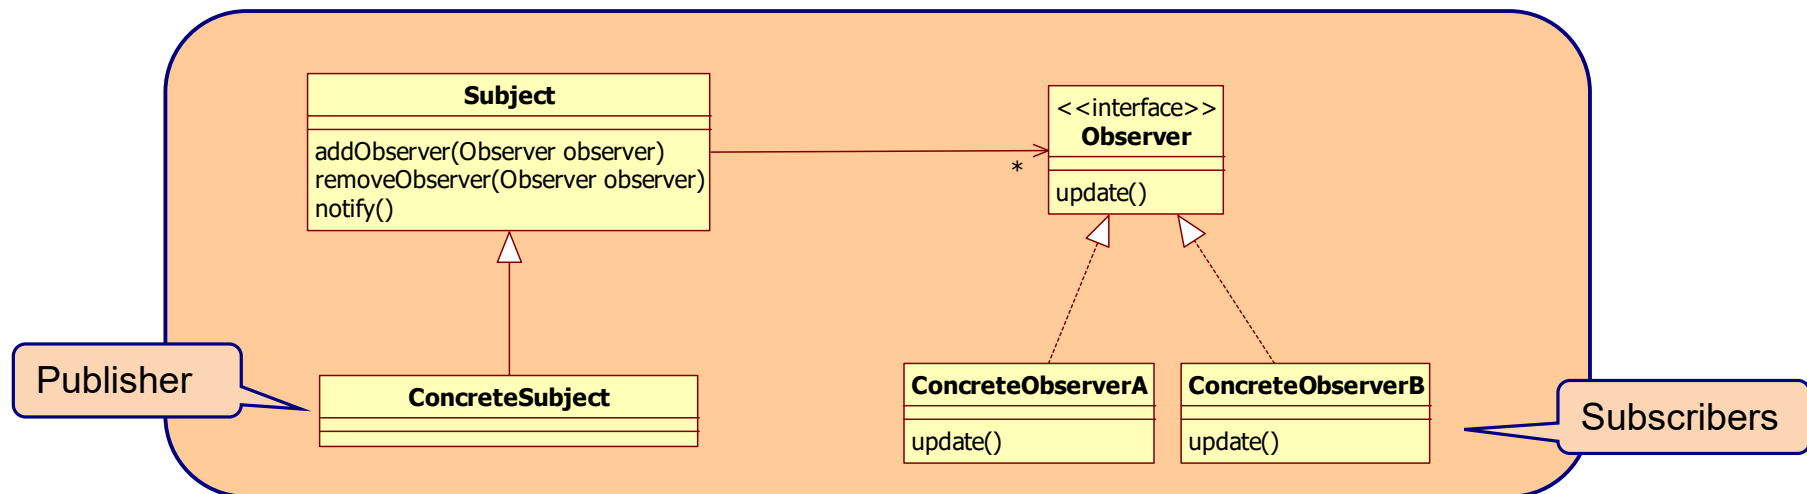 Subject
addObserver(Observer observer)
removeObserver(Observer observer)
notify()
<<interface>>
Observer
*
update()
Publisher
ConcreteSubject
ConcreteObserverA
update()
ConcreteObserverB
update()
Subscribers